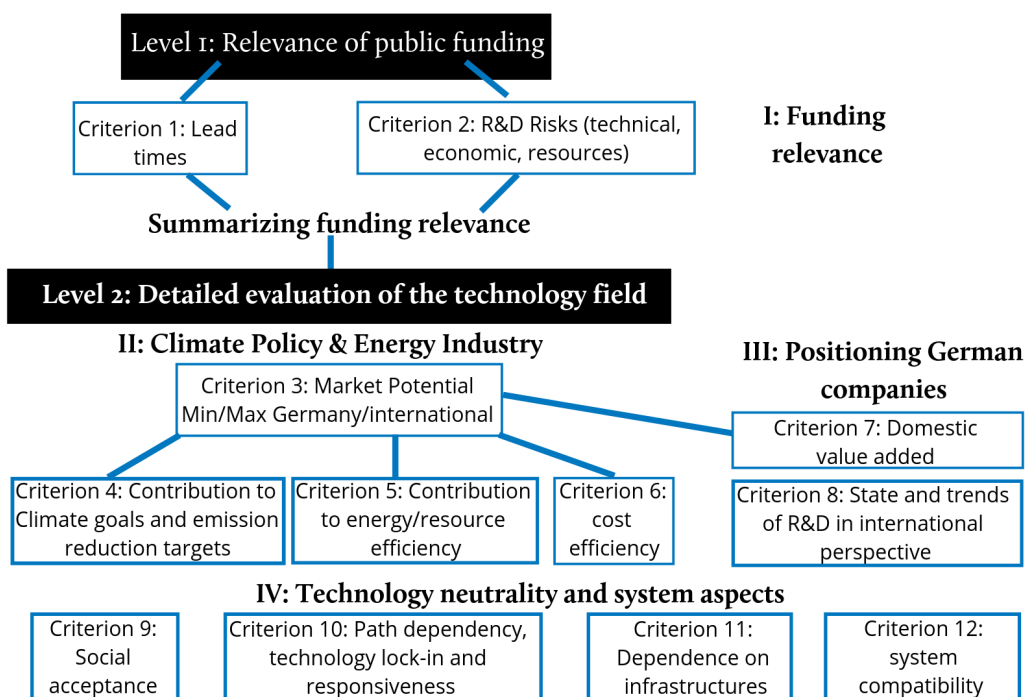 Level 1: Relevance of public funding
Criterion 1: Lead
times
Criterion 2: R&D Risks (technical,
economic, resources)
I: Funding
relevance
Summarizing funding relevance
Level 2: Detailed evaluation of the technology field
II: Climate Policy & Energy Industry
III: Positioning German
companies
Criterion 3: Market Potential
Min/Max Germany/international
Criterion 7: Domestic
value added
Criterion 4: Contribution to
Climate goals and emission
reduction targets
Criterion 5: Contribution
to energy/resource
efficiency
Criterion 6:
cost
efficiency
Criterion 8: State and trends
of R&D in international
perspective
IV: Technology neutrality and system aspects
Criterion 9:
Social
acceptance
Criterion 10: Path dependency,
technology lock-in and
responsiveness
Criterion 11:
Dependence on
infrastructures
Criterion 12:
system
compatibility